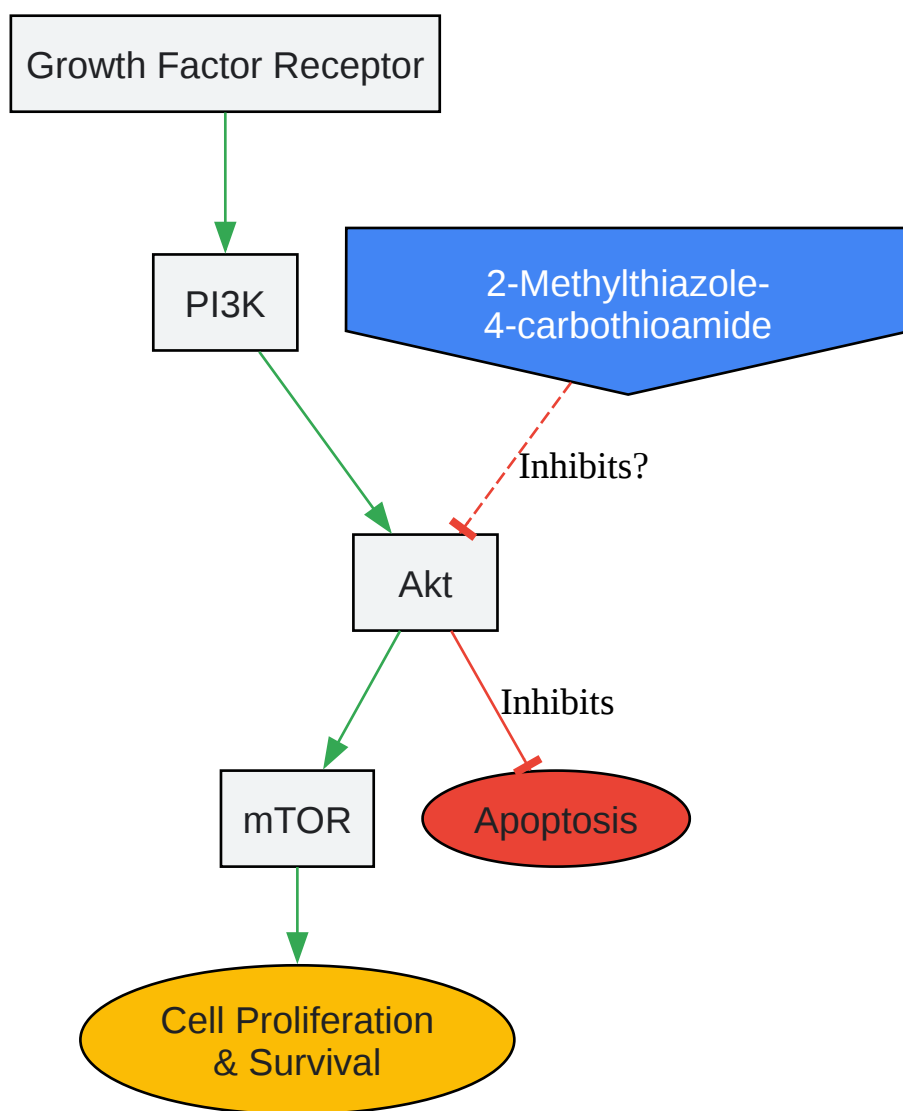 Growth Factor Receptor
PI3K
2-Methylthiazole-
4-carbothioamide
Inhibits?
Akt
Inhibits
mTOR
Apoptosis
Cell Proliferation
& Survival